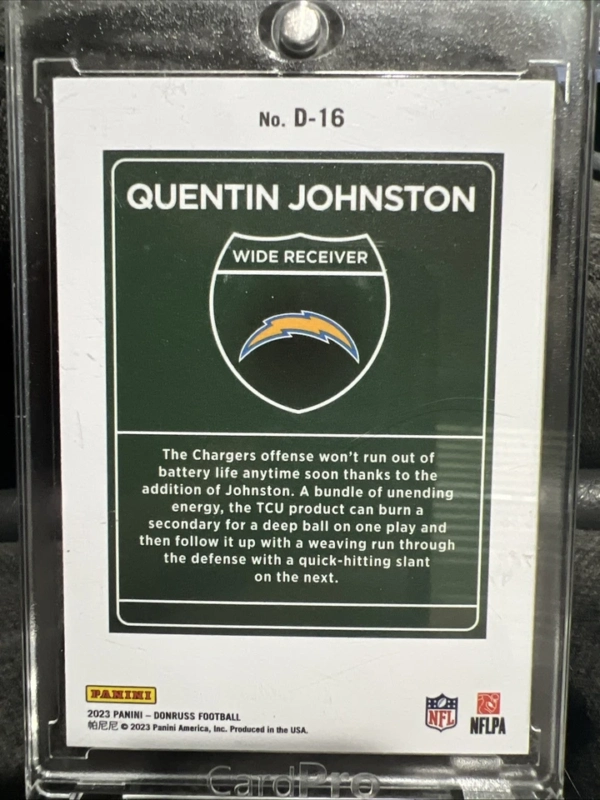 No. D-16
QUENTIN JOHNSTON
WIDE RECEIVER
The Chargers offense won't run out of
battery life anytime soon thanks to the
addition of Johnston. A bundle of unending
energy, the TCU product can burn a
secondary for a deep ball on one play and
then follow it up with a weaving run through
the defense with a quick-hitting slant
on the next.
PANINI
2023 PANINI – DONRUSS FOOTBALL
帕尼尼 © 2023 Panini America, Inc. Produced in the USA.
NFL
NFLPA
CardPro